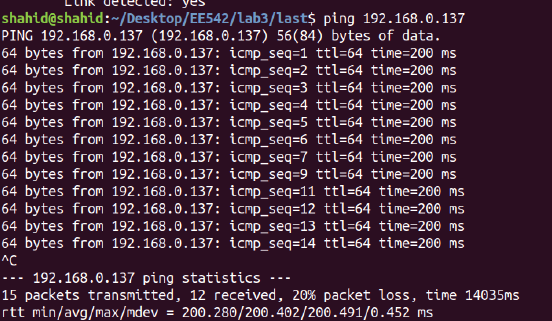 Link detected: yes
shahid@shahid:~/Desktop/EE542/lab3/last$ ping 192.168.0.137
PING 192.168.0.137 (192.168.0.137) 56(84) bytes of data.
64 bytes from 192.168.0.137: icmp_seq=1 ttl=64 time=200 ms
64 bytes from 192.168.0.137: icmp_seq=2 ttl=64 time=200 ms
64 bytes from 192.168.0.137: icmp_seq=3 ttl=64 time=200 ms
64 bytes from 192.168.0.137: icmp_seq=4 ttl=64 time=200 ms
64 bytes from 192.168.0.137: icmp_seq=5 ttl=64 time=200 ms
64 bytes from 192.168.0.137: icmp_seq=6 ttl=64 time=200 ms
64 bytes from 192.168.0.137: icmp_seq=7 ttl=64 time=200 ms
64 bytes from 192.168.0.137: icmp_seq=9 ttl=64 time=200 ms
64 bytes from 192.168.0.137: icmp_seq=11 ttl=64 time=200 ms
64 bytes from 192.168.0.137: icmp_seq=12 ttl=64 time=200 ms
64 bytes from 192.168.0.137: icmp_seq=13 ttl=64 time=200 ms
64 bytes from 192.168.0.137: icmp_seq=14 ttl=64 time=200 ms
^C
--- 192.168.0.137 ping statistics ---
15 packets transmitted, 12 received, 20% packet loss, time 14035ms
rtt min/avg/max/mdev = 200.280/200.402/200.491/0.452 ms